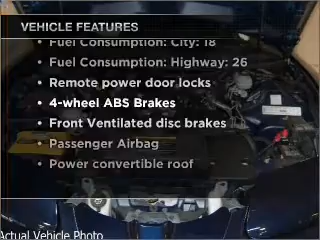 VEHICLE FEATURES
• Fuel Consumption: City: 18
• Fuel Consumption: Highway: 26
• Remote power door locks
• 4-wheel ABS Brakes
• Front Ventilated disc brakes
• Passenger Airbag
• Power convertible roof
Actual Vehicle Photo